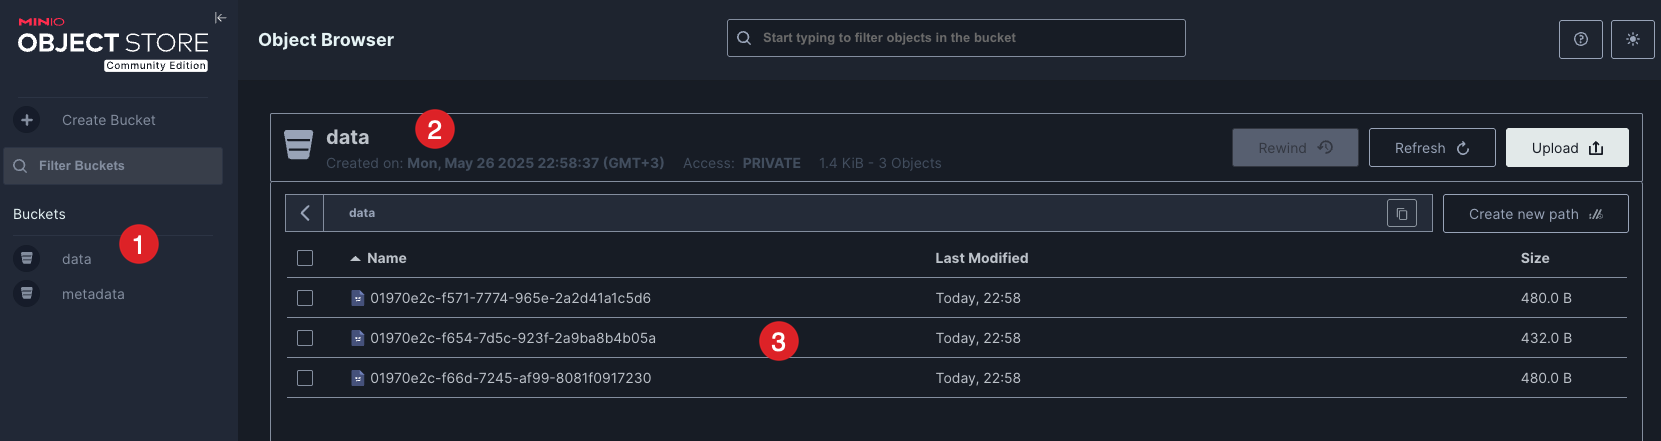 MINIO
OBJECT STORE
Community Edition
Create Bucket
Filter Buckets
Buckets
1
data
metadata
Object Browser
Start typing to filter objects in the bucket
data
2
Created on: Mon, May 26 2025 22:58:37 (GMT+3) Access: PRIVATE 1.4 KiB - 3 Objects
Rewind
Refresh
Upload
data
Create new path
Name Last Modified Size
01970e2c-f571-7774-965e-2a2d41a1c5d6 Today, 22:58 480.0 B
01970e2c-f654-7d5c-923f-2a9ba8b4b05a Today, 22:58 432.0 B
3
01970e2c-f66d-7245-af99-8081f0917230 Today, 22:58 480.0 B